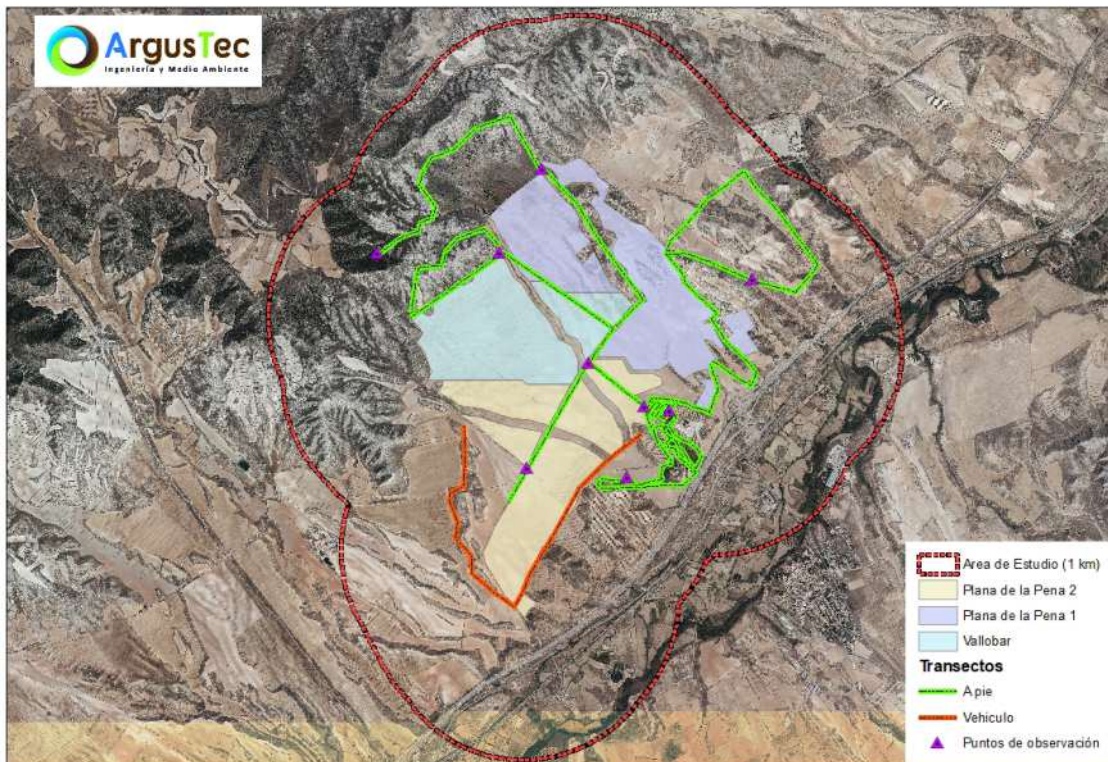 ArgusTec
Ingeniería y Medio Ambiente
Area de Estudio (1 km)
Plana de la Pena 2
Plana de la Pena 1
Vallobar
Transectos
A pie
Vehiculo
Puntos de observación